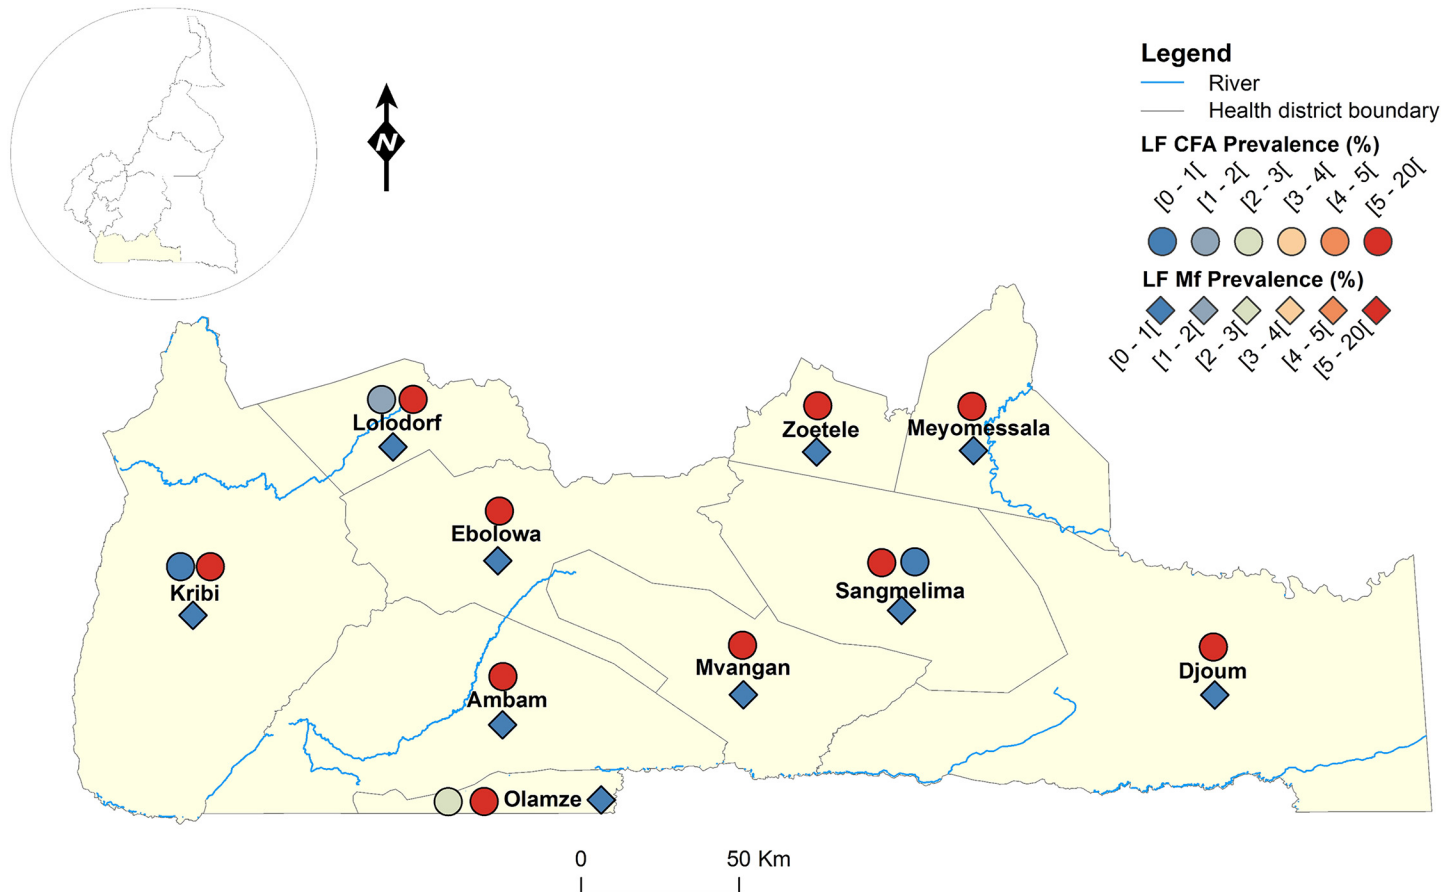 N
Legend
River
Health district boundary
LF CFA Prevalence (%)
[0 - 1[ [1 - 2[ [2 - 3[ [3 - 4[ [4 - 5[ [5 - 20[
LF Mf Prevalence (%)
[0 - 1[ [1 - 2[ [2 - 3[ [3 - 4[ [4 - 5[ [5 - 20[
Lolodorf
Zoetele
Meyomessala
Ebolowa
Kribi
Sangmelima
Mvangan
Djoum
Ambam
Olamze
0 50 Km